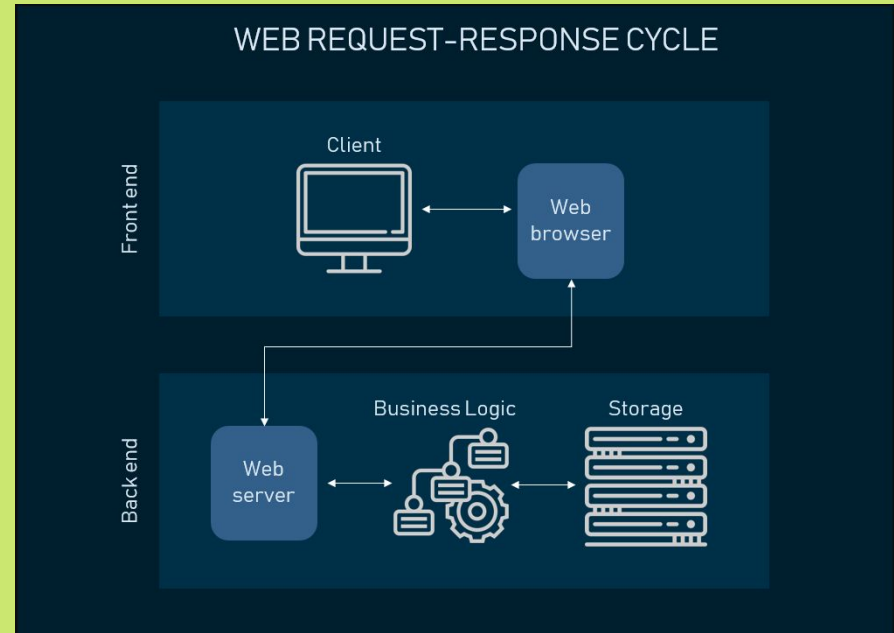 WEB REQUEST-RESPONSE CYCLE
Front end
Client
Web
browser
Back end
Web
server
Business Logic
Storage